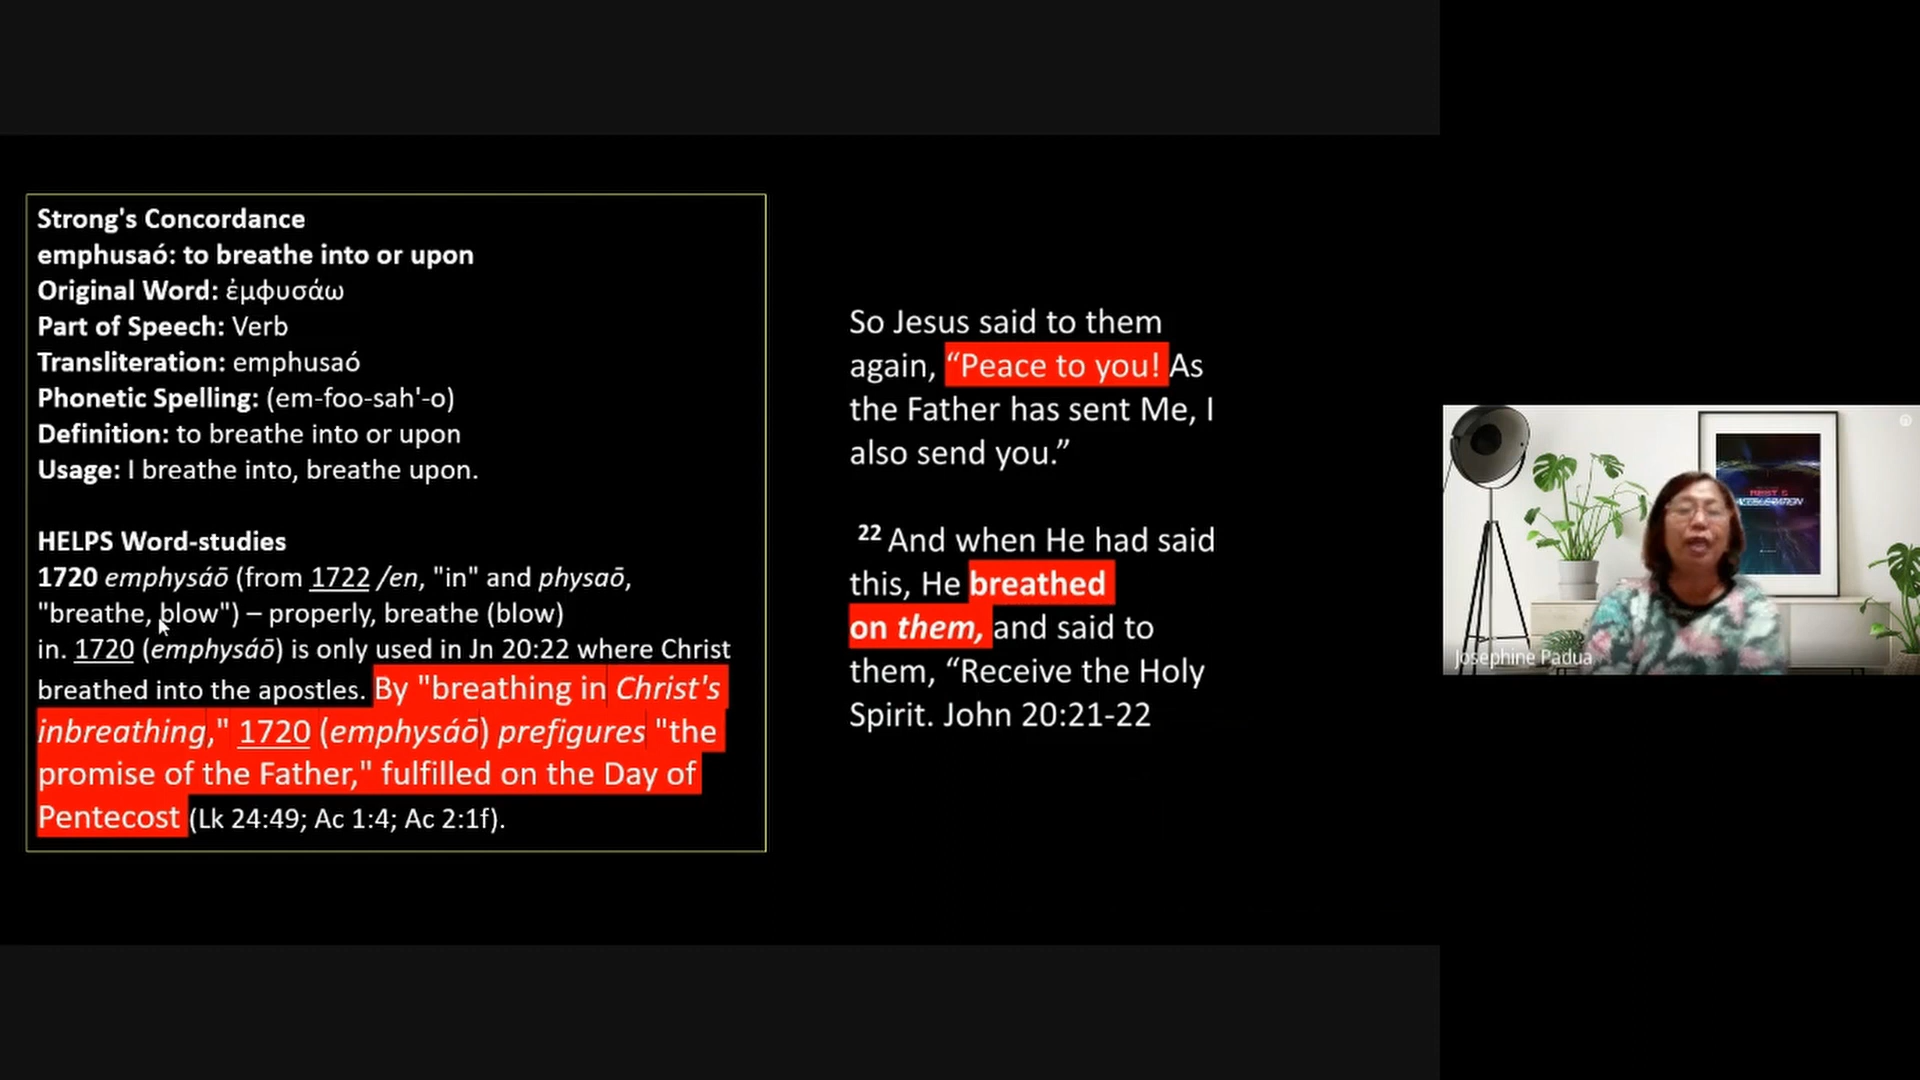 Strong's Concordance
emphusaó: to breathe into or upon
Original Word: ἐμφυσάω
Part of Speech: Verb
Transliteration: emphusaó
Phonetic Spelling: (em-foo-sah'-o)
Definition: to breathe into or upon
Usage: I breathe into, breathe upon.
HELPS Word-studies
1720 emphysáō (from 1722 /en, "in" and physaō,
"breathe, blow") – properly, breathe (blow)
in. 1720 (emphysáō) is only used in Jn 20:22 where Christ
breathed into the apostles. By "breathing in Christ's
inbreathing," 1720 (emphysáō) prefigures "the
promise of the Father," fulfilled on the Day of
Pentecost (Lk 24:49; Ac 1:4; Ac 2:1f).
So Jesus said to them
again, “Peace to you! As
the Father has sent Me, I
also send you.”
22 And when He had said
this, He breathed
on them, and said to
them, “Receive the Holy
Spirit. John 20:21-22
REST &
ACCELERATION
Josephine Padua